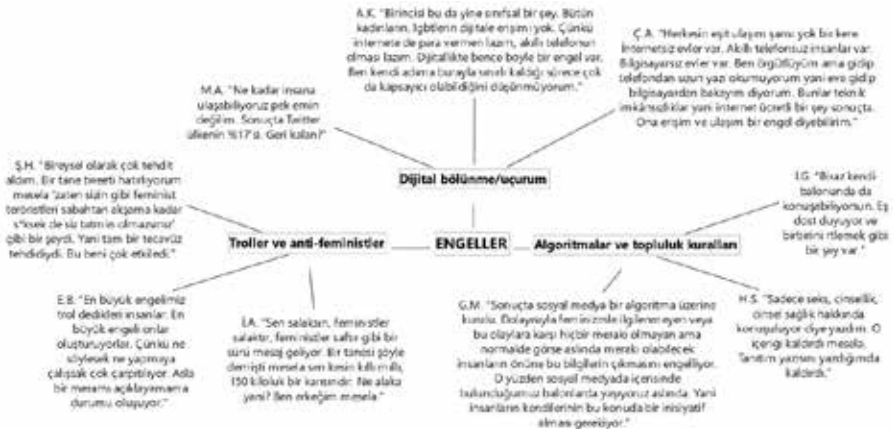 A.K. "Birincisi bu da yine sınıfsal bir şey. Bütün
kadınların, lgbtlerin dijitale erişimi yok. Çünkü
internete de para vermen lazım, akıllı telefonun
olması lazım. Dijitallikte bence böyle bir engel var.
Ben kendi adıma burayla sınırlı kaldığı sürece çok
da kapsayıcı olabildiğini düşünmüyorum."
Ç.A. "Herkesin eşit ulaşım şansı yok bir kere
İnternetsiz evler var. Akıllı telefonsuz insanlar var.
Bilgisayarsız evler var. Ben örgütlüyüm ama gidip
telefondan uzun yazı okumuyorum yani eve gidip
bilgisayardan bakayım diyorum. Bunlar teknik
imkânsızlıklar yani internet ücretli bir şey sonuçta.
Ona erişim ve ulaşım bir engel diyebilirim."
M.A. "Ne kadar insana
ulaşabiliyoruz pek emin
değilim. Sonuçta Twitter
ülkenin %17'si. Geri kalan?"
Dijital bölünme/uçurum
Ş.H. "Bireysel olarak çok tehdit
aldım. Bir tane tweeti hatırlıyorum
mesela 'zaten sizin gibi feminist
teröristleri sabahtan akşama kadar
s*ksek de siz tatmin olmazsınız'
gibi bir şeydi. Yani tam bir tecavüz
tehdidiydi. Bu beni çok etkiledi."
İ.G. "Biraz kendi
balonunda da
konuşabiliyorsun. Eş
dost duyuyor ve
birbirini itlemek gibi
bir şey var."
Troller ve anti-feministler
ENGELLER
Algoritmalar ve topluluk kuralları
E.B. "En büyük engelimiz
trol dedikleri insanlar. En
büyük engeli onlar
oluşturuyorlar. Çünkü ne
söylesek ne yapmaya
çalışsak çok çarpıtılıyor. Asla
bir meramı açıklayamama
durumu oluşuyor."
İ.A. "Sen salaktan, feministler
salaktır, feministler saftır gibi bir
sürü mesaj geliyor. Bir tanesi şöyle
demişti mesela sen kesin kıllı mıllı,
150 kiloluk bir karısındır. Ne alaka
yani? Ben erkeğim mesela."
G.M. "Sonuçta sosyal medya bir algoritma üzerine
kurulu. Dolayısıyla feminizmle ilgilenmeyen veya
bu olaylara karşı hiçbir merakı olmayan ama
normalde görse aslında merakı olabilecek
insanların önüne bu bilgilerin çıkmasını engelliyor.
O yüzden sosyal medyada içerisinde
bulunduğumuz balonlarda yaşıyoruz aslında. Yani
insanların kendilerinin bu konuda bir inisiyatif
alması gerekiyor."
H.S. "Sadece seks, cinsellik,
cinsel sağlık hakkında
konuşuluyor diye yazdım. O
içeriği kaldırdı mesela.
Tanıtım yazısını yazdığımda
kaldırdı."